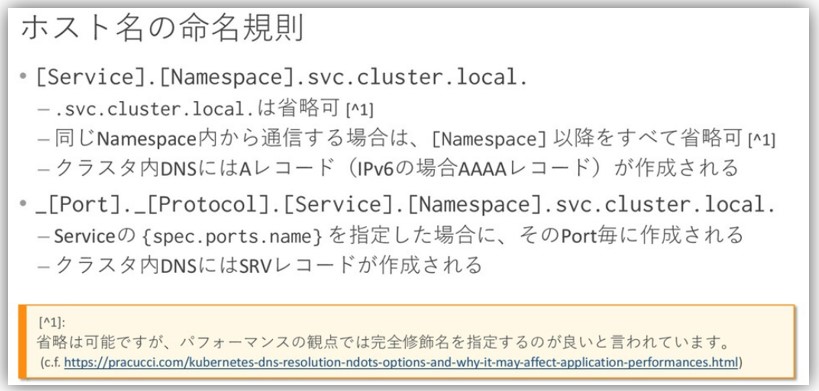 ホスト名の命名規則
• [Service].[Namespace].svc.cluster.local.
– .svc.cluster.local.は省略可 [^1]
– 同じNamespace内から通信する場合は、[Namespace] 以降をすべて省略可 [^1]
– クラスタ内DNSにはAレコード（IPv6の場合AAAAレコード）が作成される
• _[Port]._[Protocol].[Service].[Namespace].svc.cluster.local.
– Serviceの {spec.ports.name} を指定した場合に、そのPort毎に作成される
– クラスタ内DNSにはSRVレコードが作成される
[^1]:
省略は可能ですが、パフォーマンスの観点では完全修飾名を指定するのが良いと言われています。
(c.f. https://pracucci.com/kubernetes-dns-resolution-ndots-options-and-why-it-may-affect-application-performances.html)